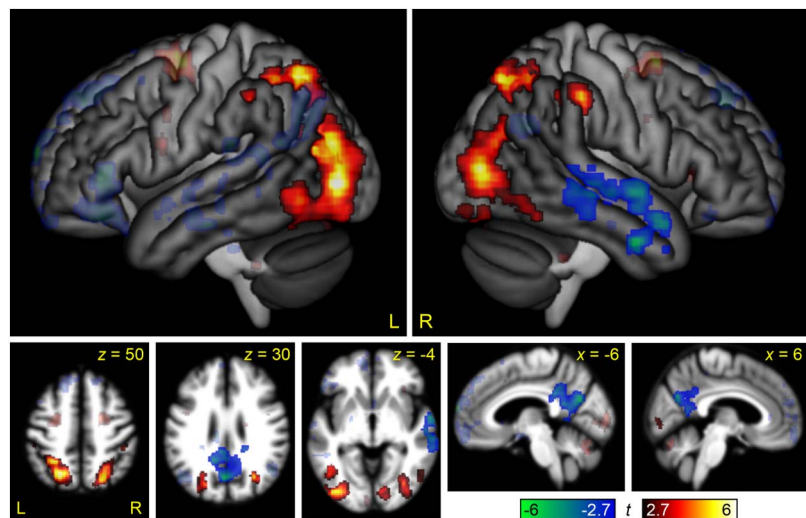 L
R
z = 50
L
R
z = 30
z = -4
x = -6
x = 6
-6
-2.7
t
2.7
6